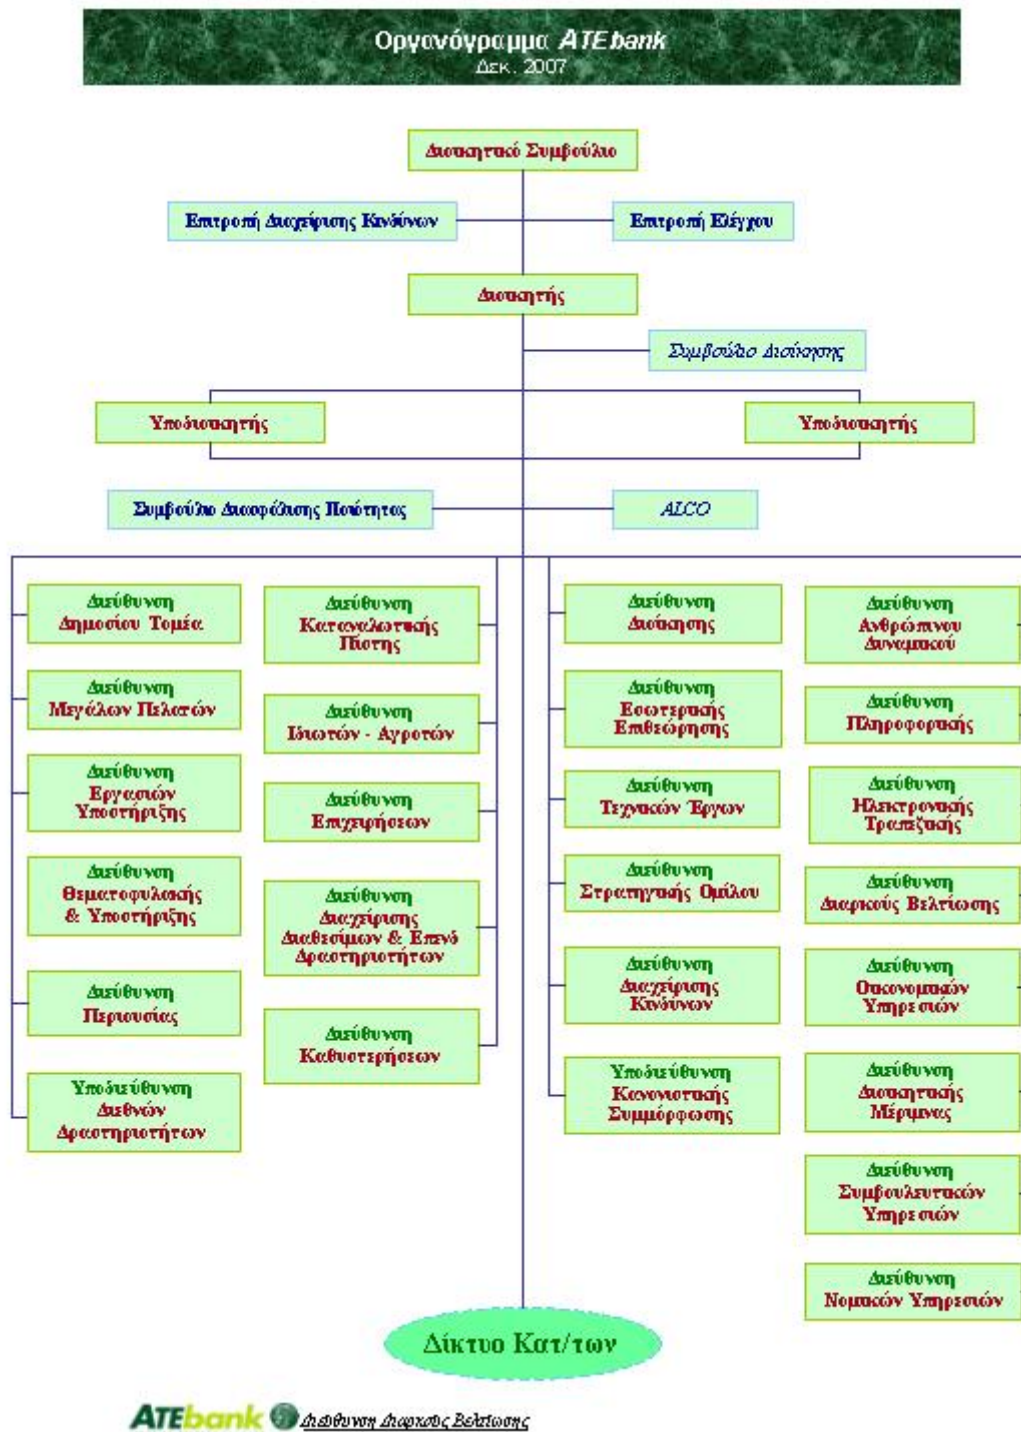 Οργανόγραμμα ATEbank
Δεκ. 2007
Διοικητικό Συμβούλιο
Επιτροπή Διαχείρισης Κινδύνων
Επιτροπή Ελέγχου
Διοικητής
Συμβούλιο Διοίκησης
Υποδιοικητής
Υποδιοικητής
Συμβούλιο Διασφάλισης Ποιότητας
ALCO
Διεύθυνση
Δημοσίου Τομέα
Διεύθυνση
Μεγάλων Πελατών
Διεύθυνση
Εργασιών
Υποστήριξης
Διεύθυνση
Θεματοφυλακής
& Υποστήριξης
Διεύθυνση
Περιουσίας
Υποδιεύθυνση
Διεθνών
Δραστηριοτήτων
Διεύθυνση
Καταναλωτικής
Πίστης
Διεύθυνση
Ιδιωτών - Αγροτών
Διεύθυνση
Επιχειρήσεων
Διεύθυνση
Διαχείρισης
Διαθεσίμων & Επενδ
Δραστηριοτήτων
Διεύθυνση
Καθυστερήσεων
Διεύθυνση
Διοίκησης
Διεύθυνση
Εσωτερικής
Επιθεώρησης
Διεύθυνση
Τεχνικών Έργων
Διεύθυνση
Στρατηγικής Ομίλου
Διεύθυνση
Διαχείρισης
Κινδύνων
Υποδιεύθυνση
Κανονιστικής
Συμμόρφωσης
Διεύθυνση
Ανθρώπινου
Δυναμικού
Διεύθυνση
Πληροφορικής
Διεύθυνση
Ηλεκτρονικής
Τραπεζικής
Διεύθυνση
Διαρκούς Βελτίωσης
Διεύθυνση
Οικονομικών
Υπηρεσιών
Διεύθυνση
Διοικητικής
Μέριμνας
Διεύθυνση
Συμβουλευτικών
Υπηρεσιών
Διεύθυνση
Νομικών Υπηρεσιών
Δίκτυο Κατ/των
ATEbank Διεύθυνση Διαρκούς Βελτίωσης